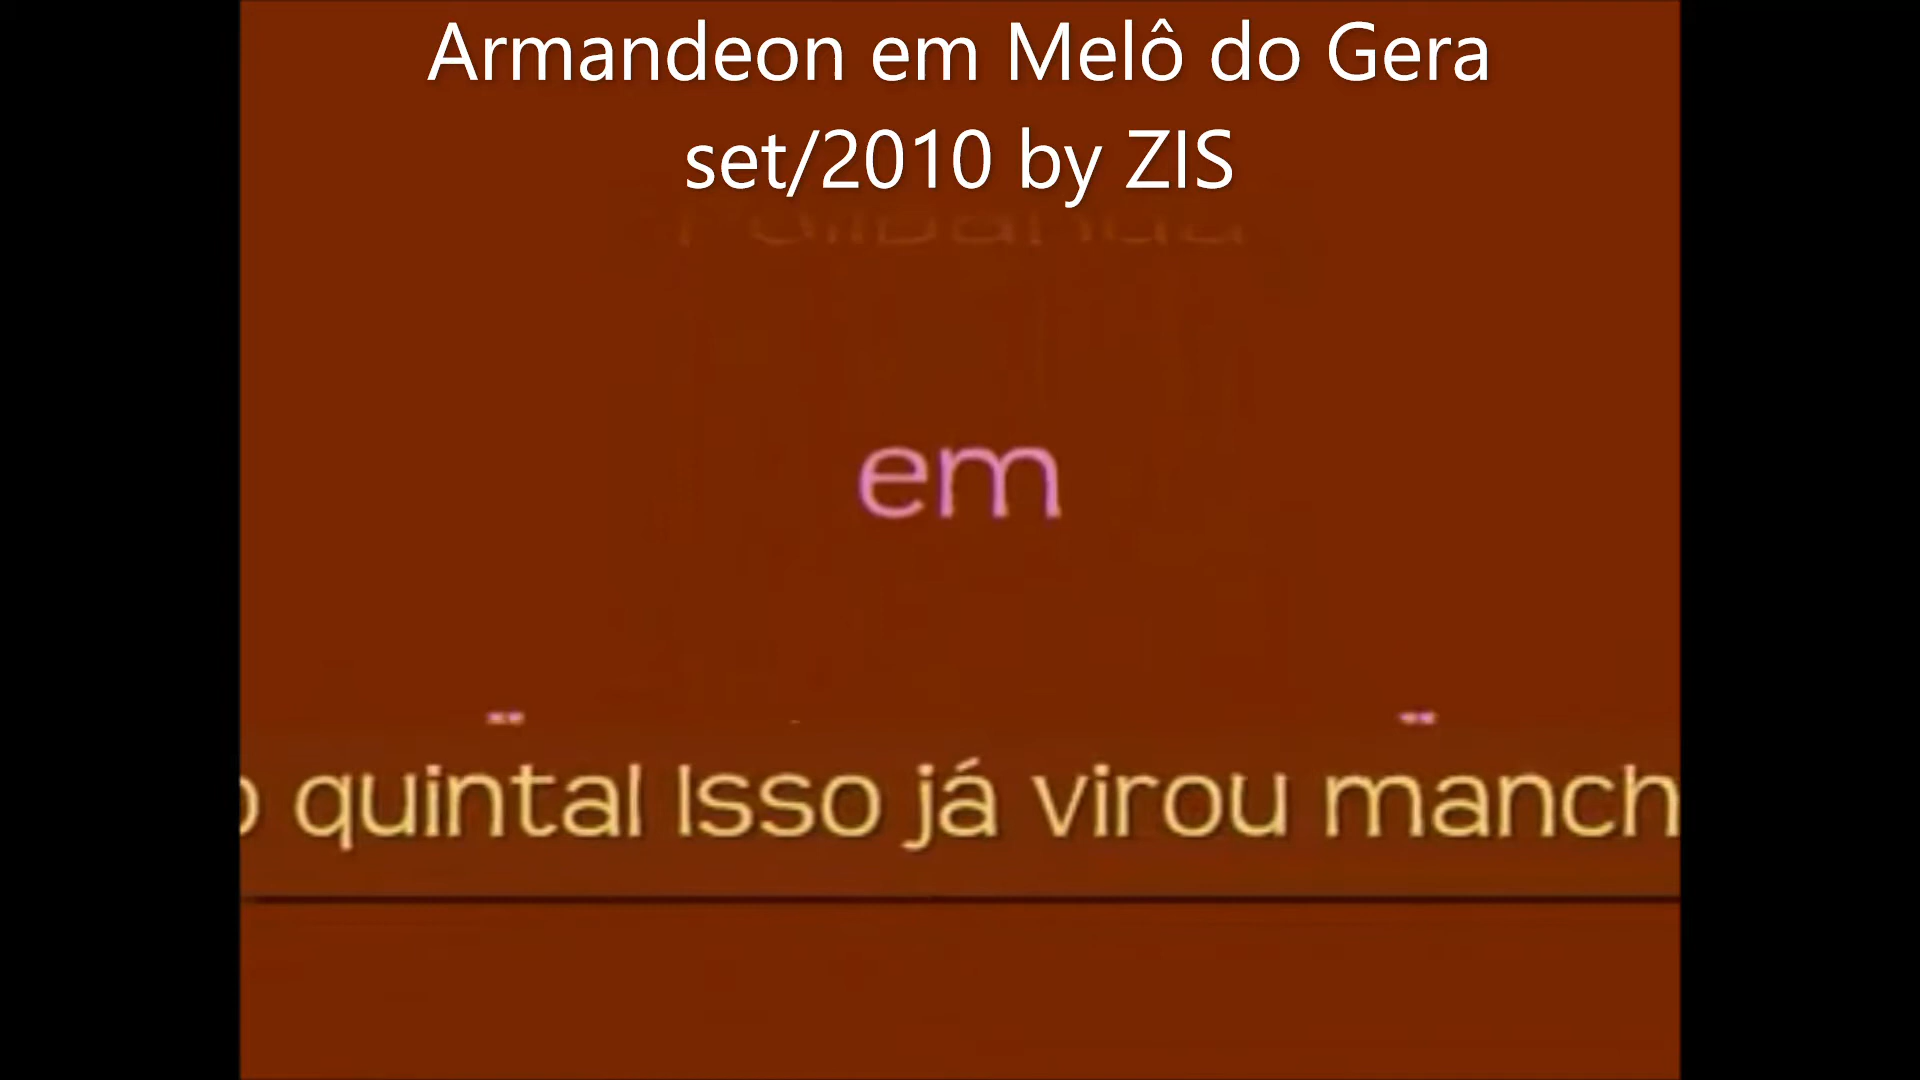 Armandeon em Melô do Gera
set/2010 by ZIS
em
o quintal Isso já virou manch